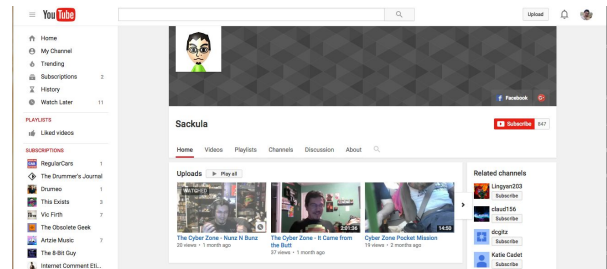 YouTube
Upload
Home
My Channel
Trending
Subscriptions 2
History
Watch Later 11
PLAYLISTS
Liked videos
SUBSCRIPTIONS
RegularCars 1
The Drummer's Journal
Drumeo 1
This Exists 3
Vic Firth 7
The Obsolete Geek
Artzie Music 7
The 8-Bit Guy
Internet Comment Eti...
Facebook
G+
Sackula
Subscribe 847
Home Videos Playlists Channels Discussion About
Uploads Play all
WATCHED
2:01:36
14:50
The Cyber Zone - Nunz N Bunz
20 views • 1 month ago
The Cyber Zone - It Came from
the Butt
37 views • 1 month ago
Cyber Zone Pocket Mission
19 views • 2 months ago
Related channels
Lingyan203
Subscribe
claud156
Subscribe
dcgitz
Subscribe
Katie Cadet
Subscribe